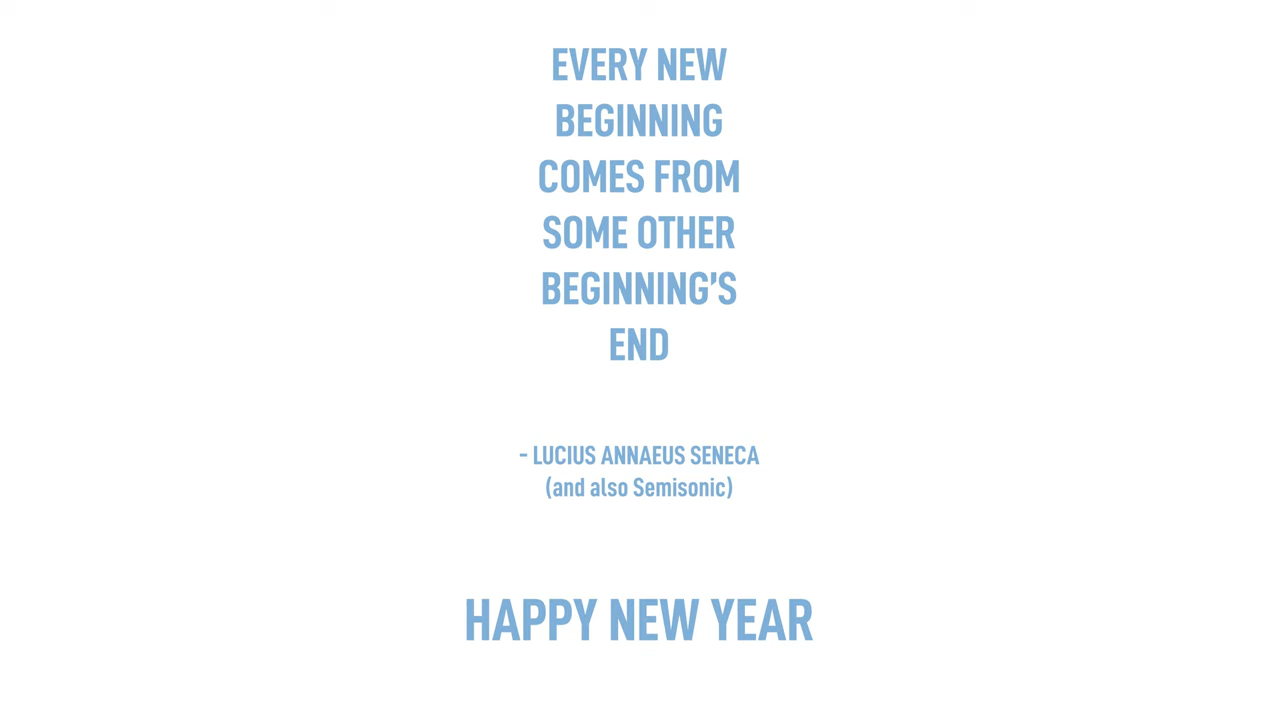 EVERY NEW
BEGINNING
COMES FROM
SOME OTHER
BEGINNING’S
END
- LUCIUS ANNAEUS SENECA
(and also Semisonic)
HAPPY NEW YEAR